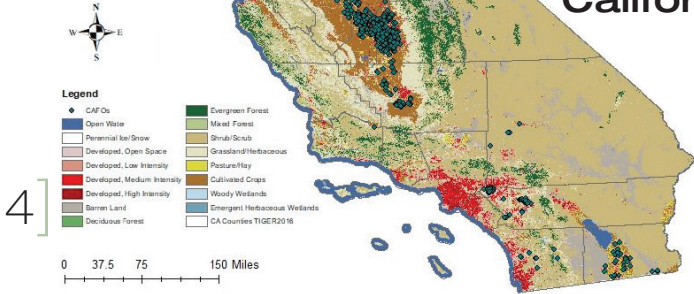 Califor
N
W E
S
Legend
CAFOs
Open Water
Perennial Ice/Snow
Developed, Open Space
Developed, Low Intensity
Developed, Medium Intensity
Developed, High Intensity
Barren Land
Deciduous Forest
Evergreen Forest
Mixed Forest
Shrub/Scrub
Grassland/Herbaceous
Pasture/Hay
Cultivated Crops
Woody Wetlands
Emergent Herbaceous Wetlands
CA Counties TIGER2016
4
0 37.5 75 150 Miles